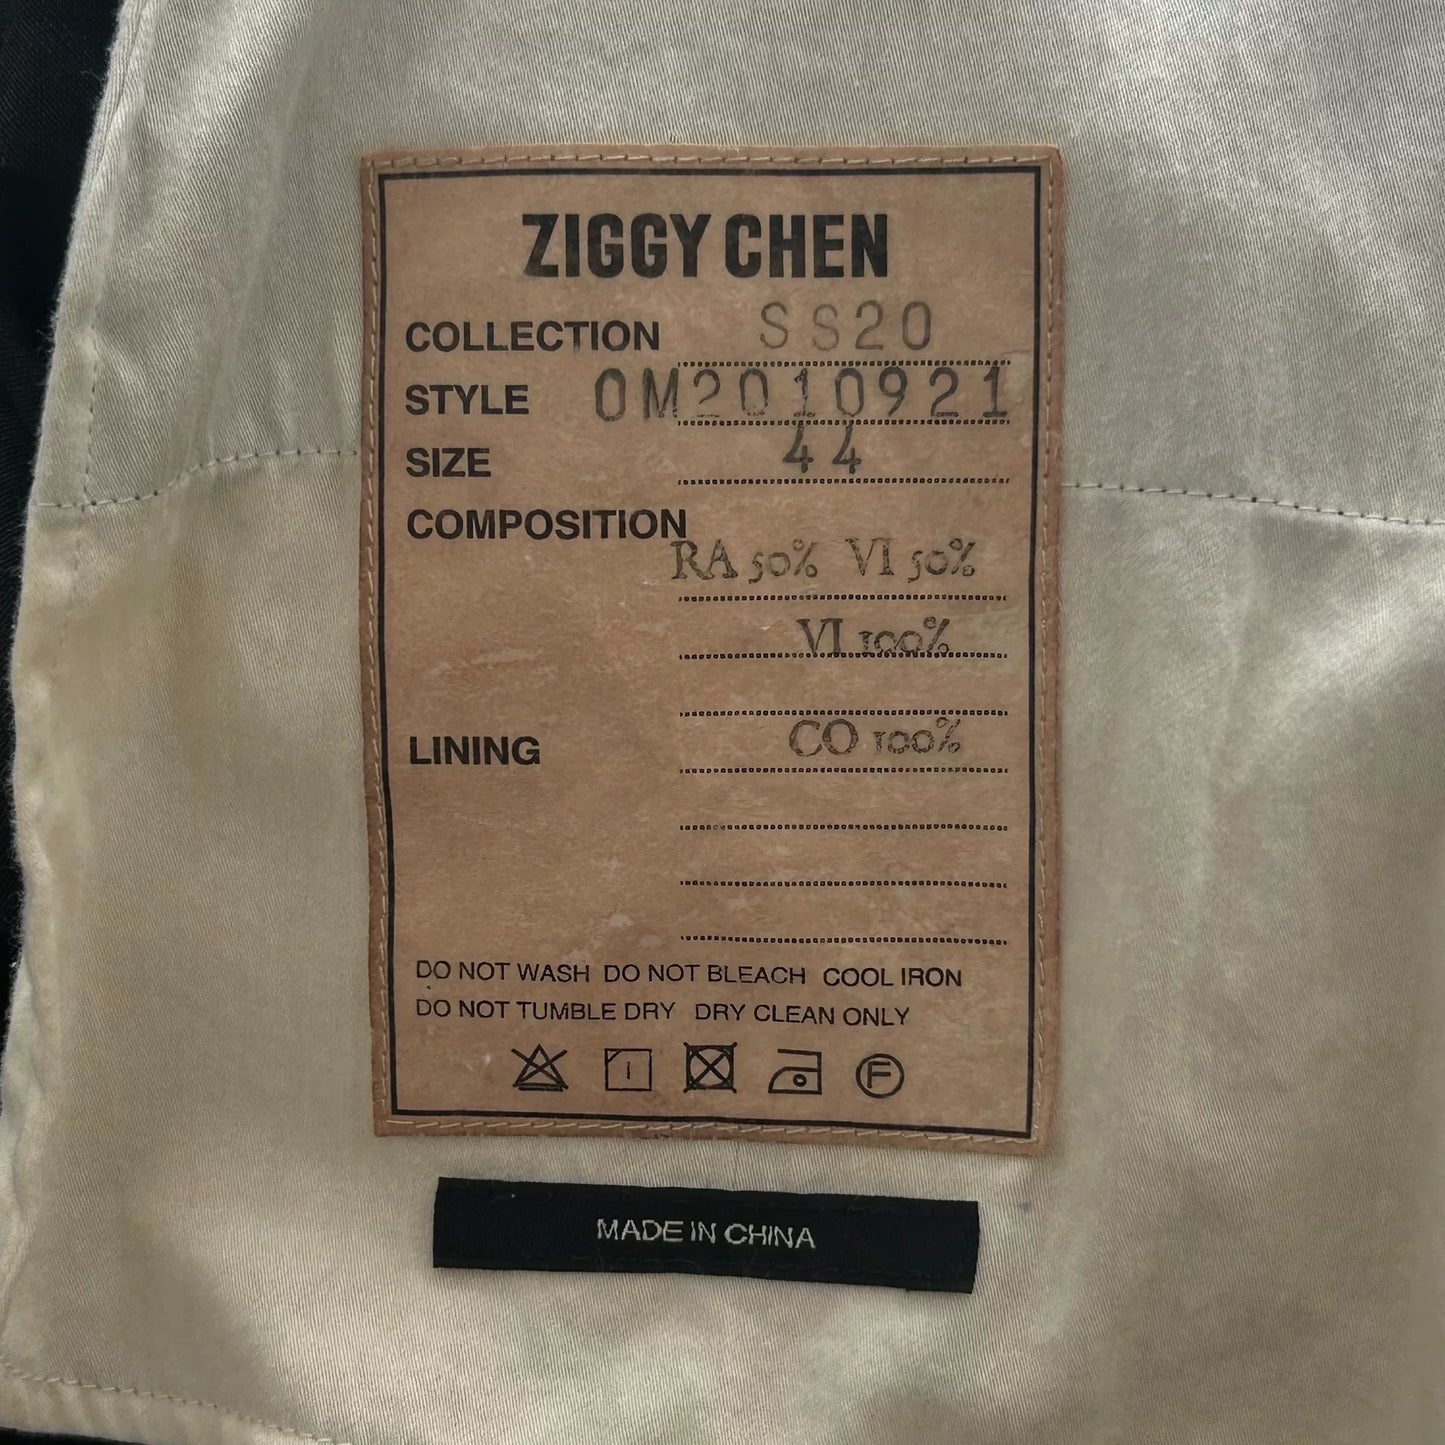 ZIGGY CHEN
COLLECTION SS20
STYLE 0M2010921
SIZE 44
COMPOSITION
RA 50% VI 50%
VI 100%
LINING CO 100%
DO NOT WASH DO NOT BLEACH COOL IRON
DO NOT TUMBLE DRY DRY CLEAN ONLY
F
MADE IN CHINA